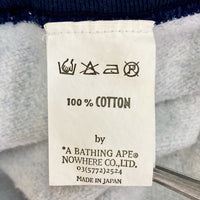 100% COTTON
by
"A BATHING APE®
NOWHERE CO.,LTD.
03(5772)2524
MADE IN JAPAN